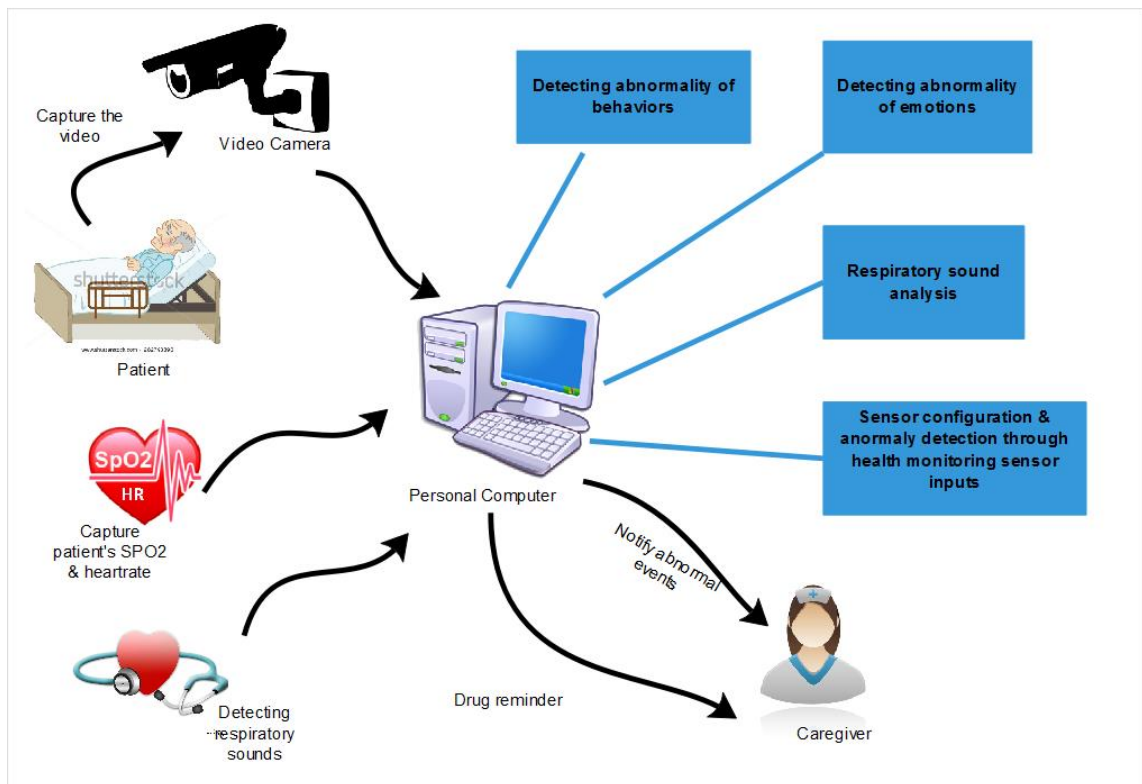 Capture the
video
Video Camera
Detecting abnormality of
behaviors
Detecting abnormality
of emotions
shutterstock
Patient
Respiratory sound
analysis
SpO2
HR
Capture
patient's SPO2
& heartrate
Personal Computer
Sensor configuration &
anormaly detection through
health monitoring sensor
inputs
Notify abnormal
events
Detecting
respiratory
sounds
Drug reminder
Caregiver